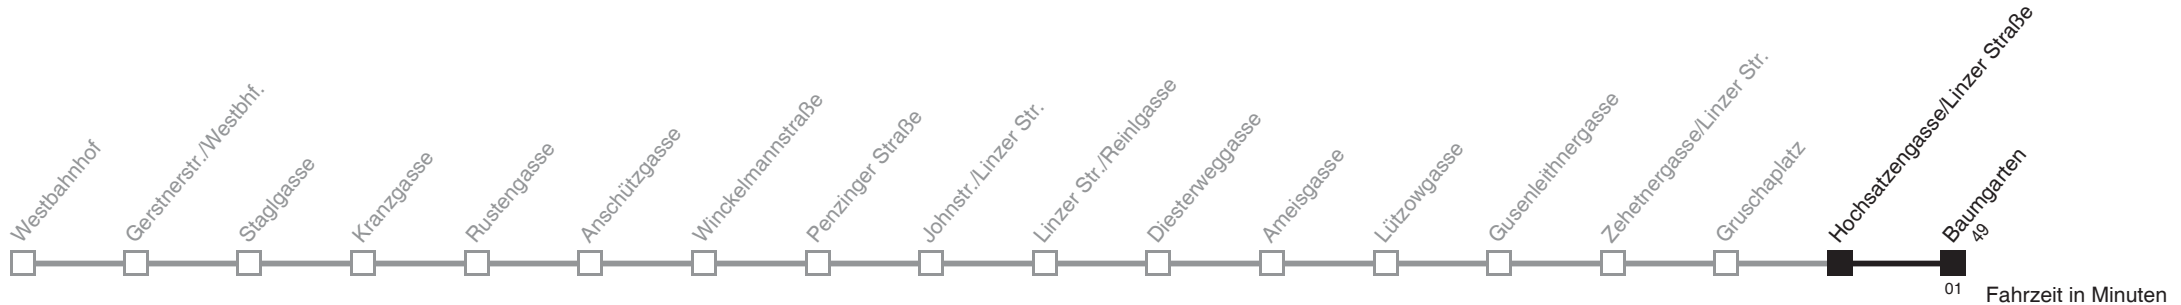 Westbahnhof
Gerstnerstr./Westbhf.
Staglgasse
Kranzgasse
Rustengasse
Anschützgasse
Winckelmannstraße
Penzinger Straße
Johnstr./Linzer Str.
Linzer Str./Reinlgasse
Diesterweggasse
Ameisgasse
Lützowgasse
Gusenleithnergasse
Zehetnergasse/Linzer Str.
Gruschaplatz
Hochsatzengasse/Linzer Straße
Baumgarten
49
01
Fahrzeit in Minuten